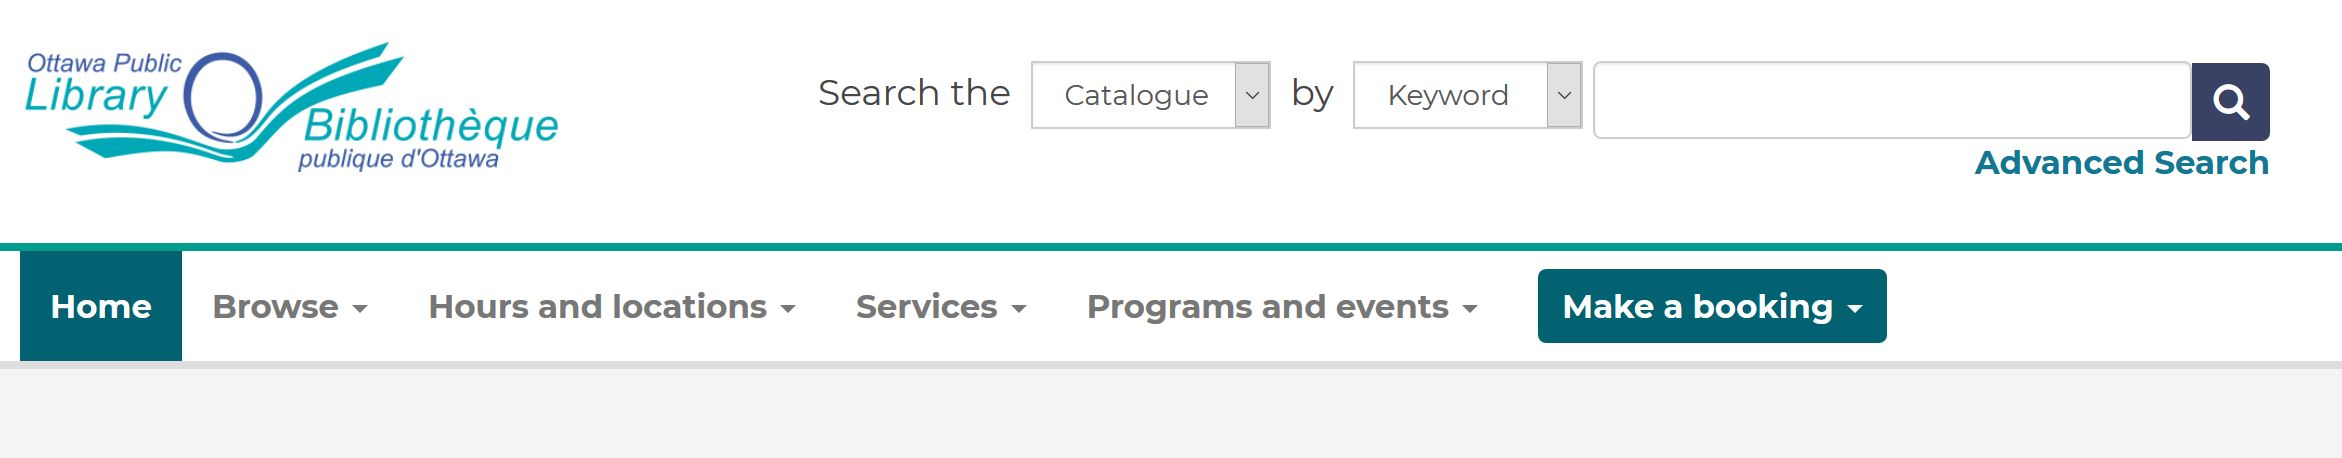 Ottawa Public
Library
Bibliothèque
publique d'Ottawa
Search the Catalogue by Keyword
Advanced Search
Home Browse Hours and locations Services Programs and events Make a booking